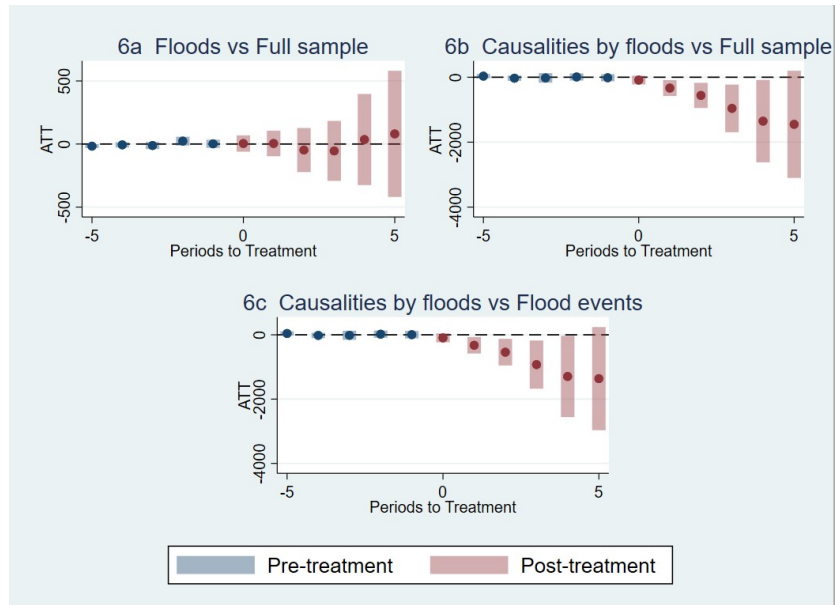 6a Floods vs Full sample
500
0
-500
ATT
-5
0
5
Periods to Treatment
6b Causalities by floods vs Full sample
0
-2000
-4000
ATT
-5
0
5
Periods to Treatment
6c Causalities by floods vs Flood events
0
-2000
-4000
ATT
-5
0
5
Periods to Treatment
Pre-treatment
Post-treatment